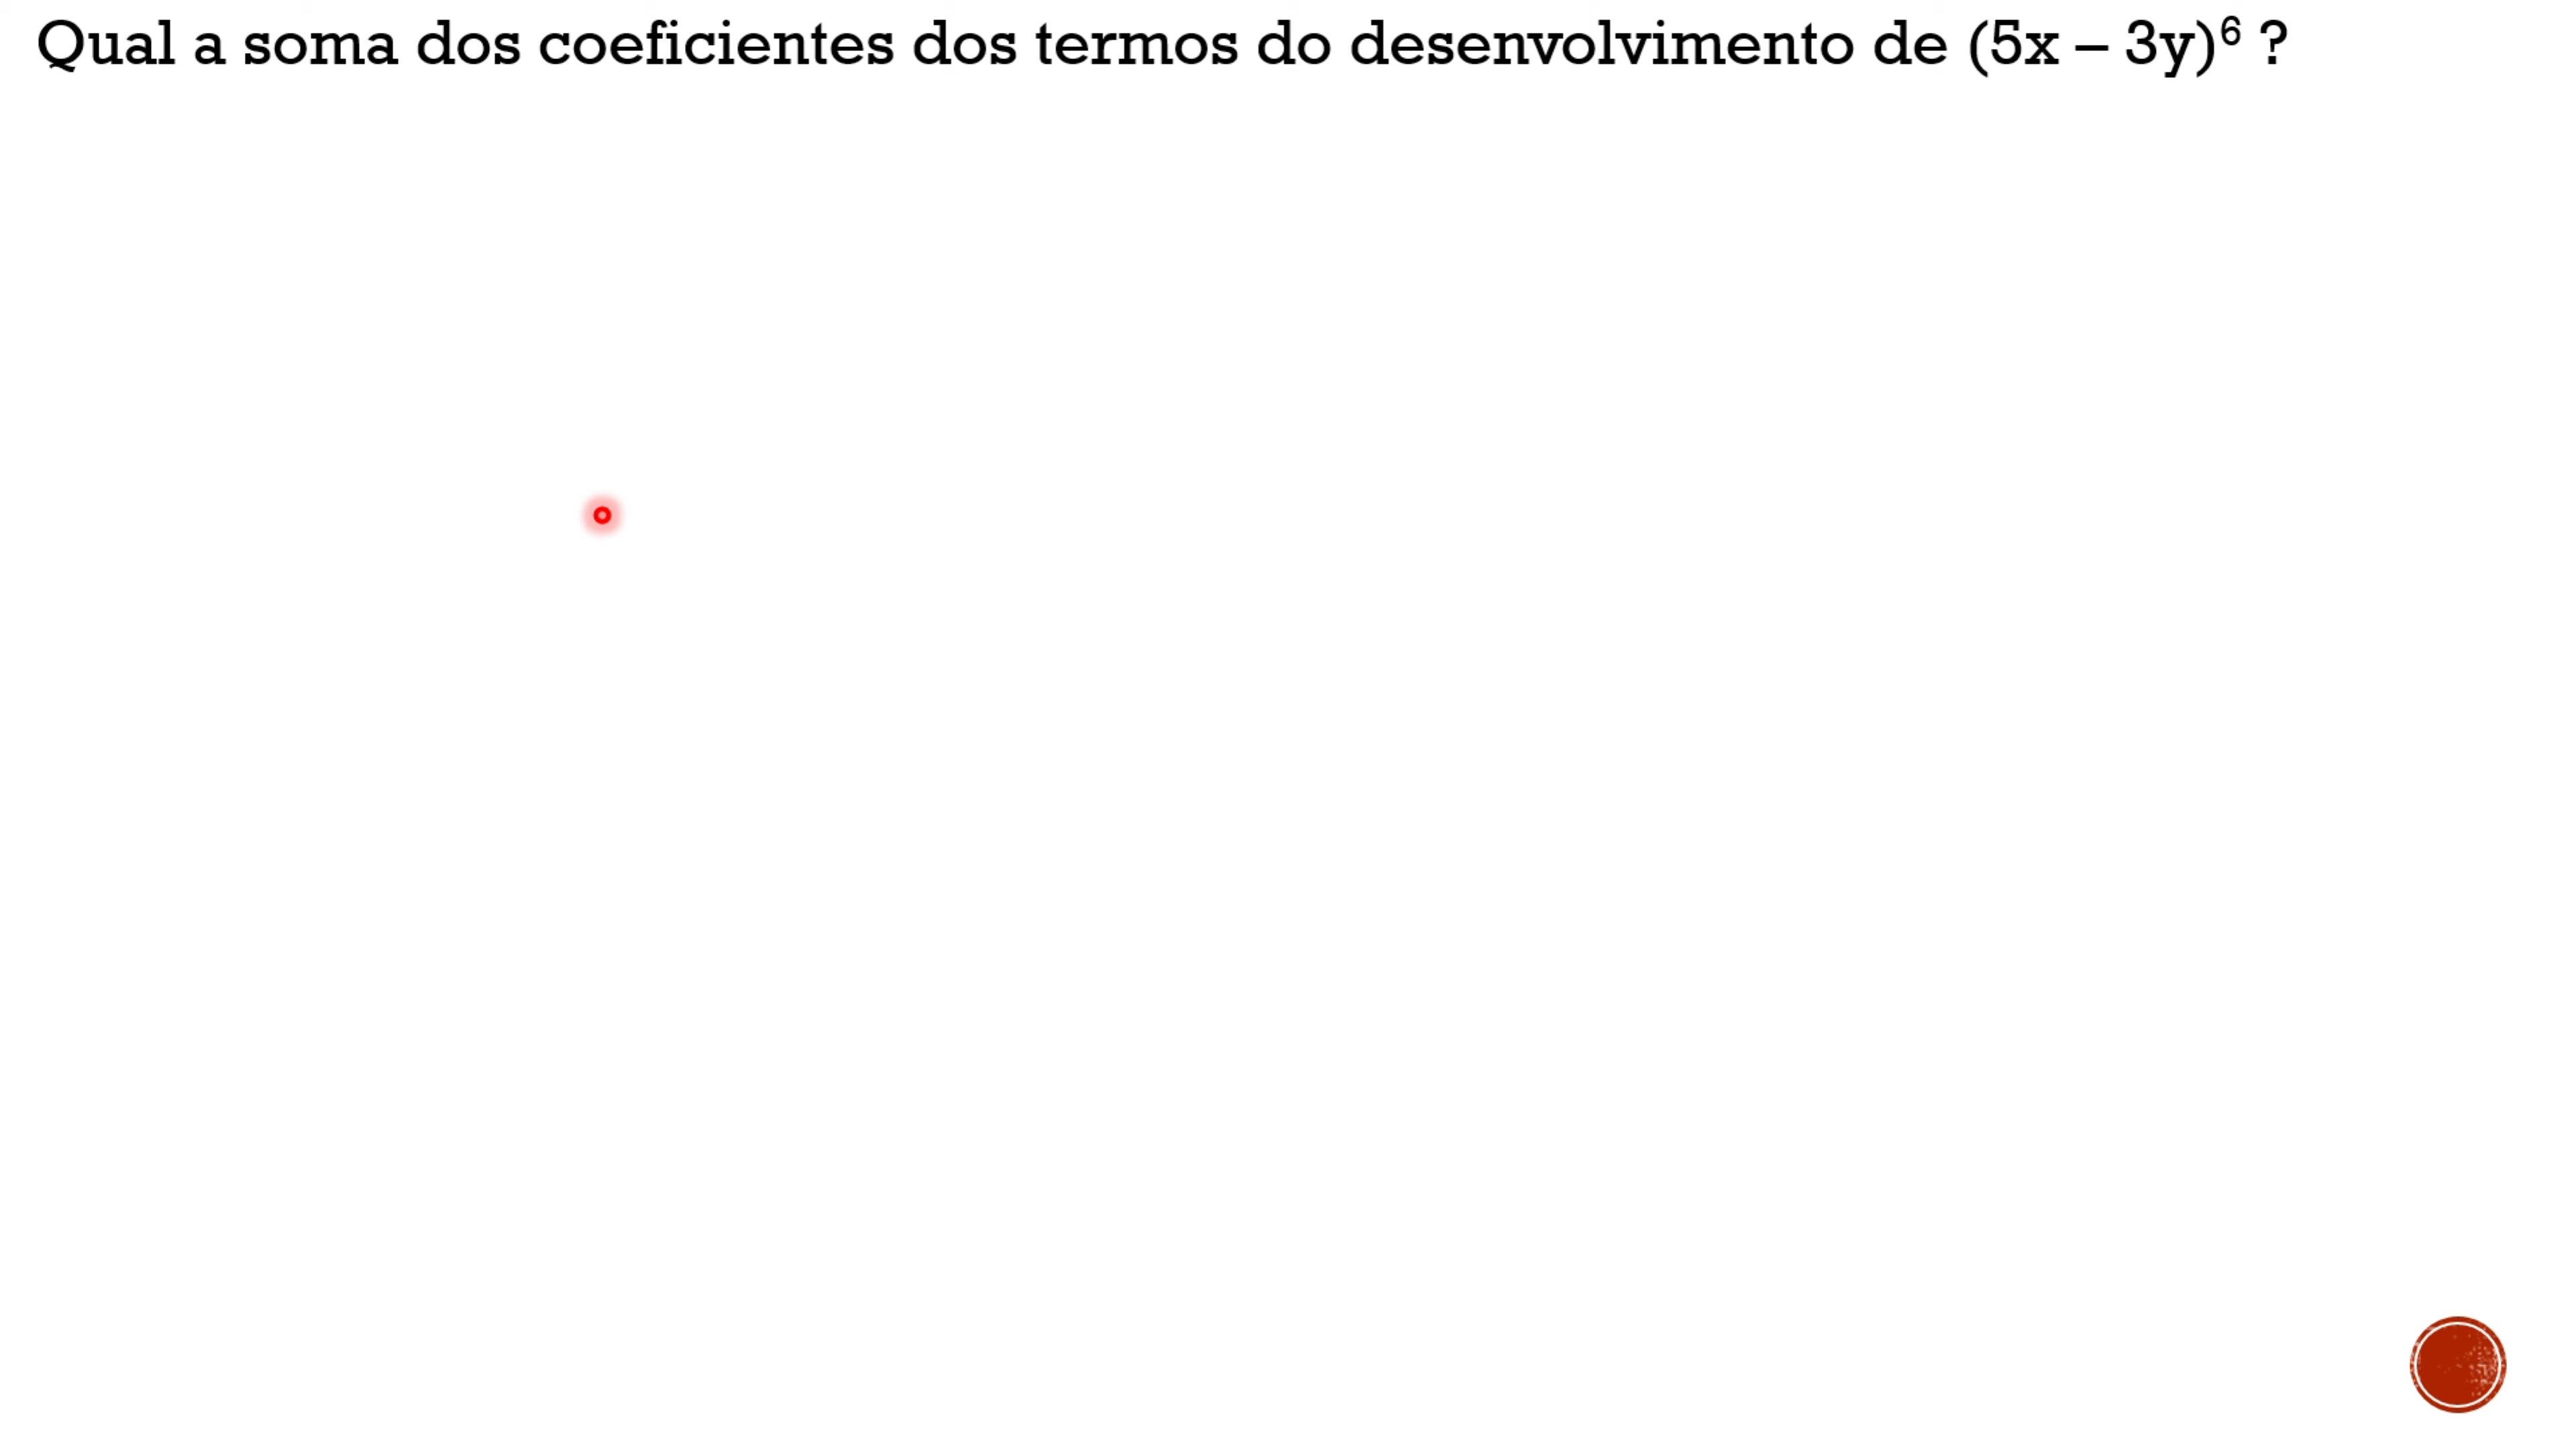 Qual a soma dos coeficientes dos termos do desenvolvimento de (5x – 3y)⁶ ?